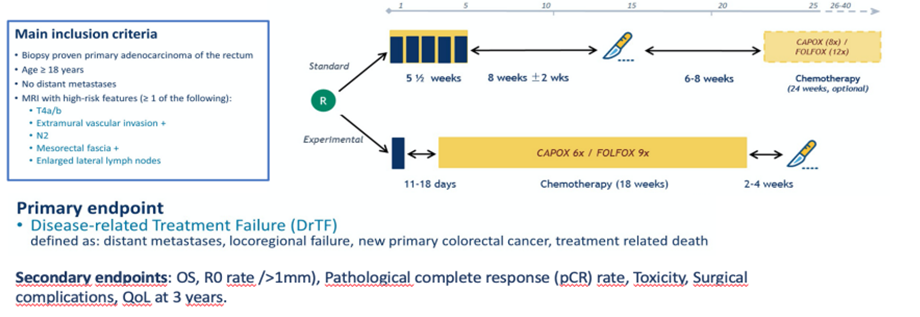 1 5 10 15 20 25 26-40
Main inclusion criteria
• Biopsy proven primary adenocarcinoma of the rectum
• Age ≥ 18 years
• No distant metastases
• MRI with high-risk features (≥ 1 of the following):
• T4a/b
• Extramural vascular invasion +
• N2
• Mesorectal fascia +
• Enlarged lateral lymph nodes
Standard
R
Experimental
CAPOX (8x) /
FOLFOX (12x)
5 ½ weeks
8 weeks ±2 wks
6-8 weeks
Chemotherapy
(24 weeks, optional)
CAPOX 6x / FOLFOX 9x
11-18 days
Chemotherapy (18 weeks)
2-4 weeks
Primary endpoint
• Disease-related Treatment Failure (DrTF)
defined as: distant metastases, locoregional failure, new primary colorectal cancer, treatment related death
Secondary endpoints: OS, R0 rate />1mm), Pathological complete response (pCR) rate, Toxicity, Surgical
complications, QoL at 3 years.